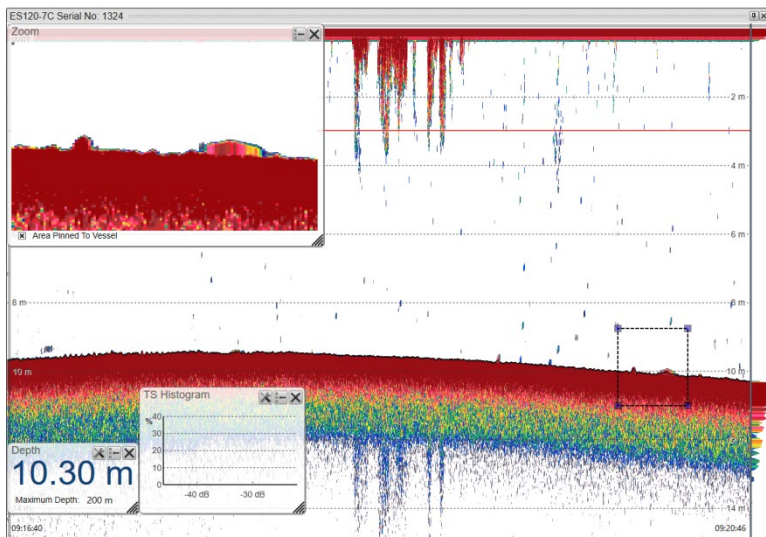 ES120-7C Serial No: 1324
Zoom
Area Pinned To Vessel
2 m
4 m
6 m
8 m
8 m
10 m
10 m
TS Histogram
%
40
30
20
10
0
-40 dB
-30 dB
Depth
10.30 m
Maximum Depth: 200 m
14 m
14 m
09:16:40
09:20:46